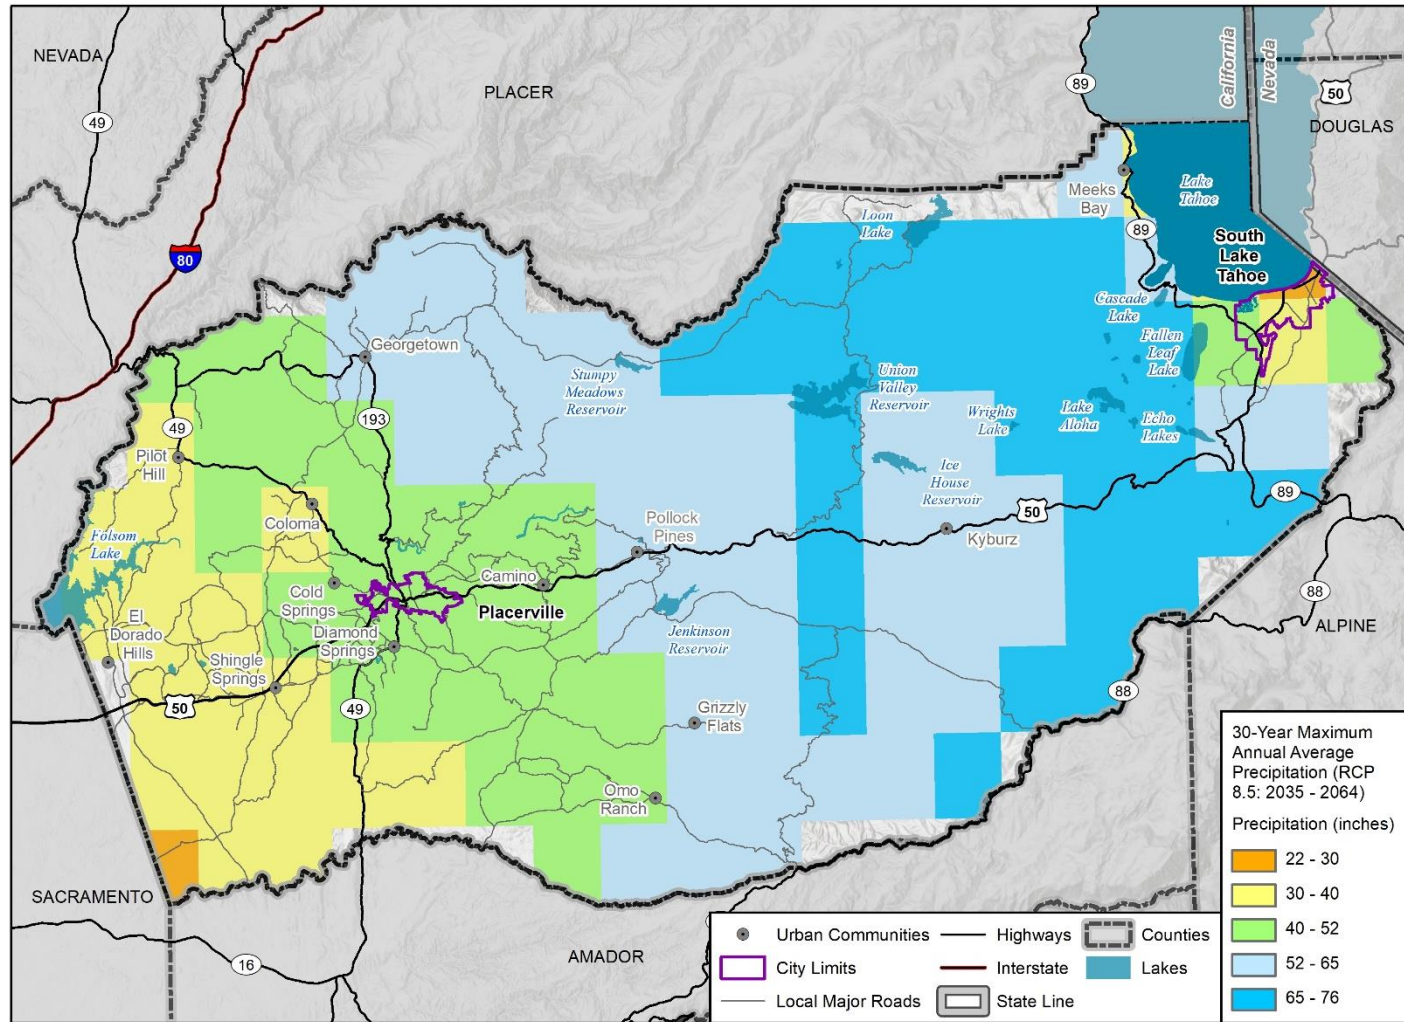 NEVADA
49
80
PLACER
89
California
Nevada
50
DOUGLAS
Meeks
Bay
Lake
Tahoe
89
South
Lake
Tahoe
Loon
Lake
Cascade
Lake
Fallen
Leaf
Lake
Georgetown
Stumpy
Meadows
Reservoir
Union
Valley
Reservoir
Wrights
Lake
Lake
Aloha
Echo
Lakes
49
193
Pilot
Hill
Coloma
Ice
House
Reservoir
50
89
Folsom
Lake
Pollock
Pines
Kyburz
Cold
Springs
Camino
Placerville
El
Dorado
Hills
Diamond
Springs
Jenkinson
Reservoir
88
ALPINE
Shingle
Springs
50
49
Grizzly
Flats
88
Omo
Ranch
SACRAMENTO
16
AMADOR
30-Year Maximum
Annual Average
Precipitation (RCP
8.5: 2035 - 2064)
Precipitation (inches)
22 - 30
30 - 40
40 - 52
52 - 65
65 - 76
Urban Communities
Highways
Counties
City Limits
Interstate
Lakes
Local Major Roads
State Line